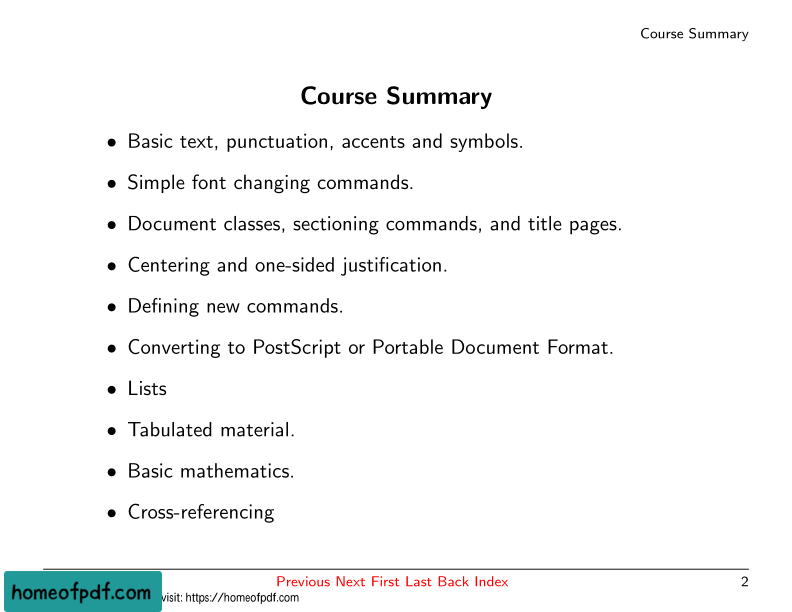 Course Summary
Course Summary
• Basic text, punctuation, accents and symbols.
• Simple font changing commands.
• Document classes, sectioning commands, and title pages.
• Centering and one-sided justification.
• Defining new commands.
• Converting to PostScript or Portable Document Format.
• Lists
• Tabulated material.
• Basic mathematics.
• Cross-referencing
Previous Next First Last Back Index 2
homeofpdf.com
visit: https://homeofpdf.com